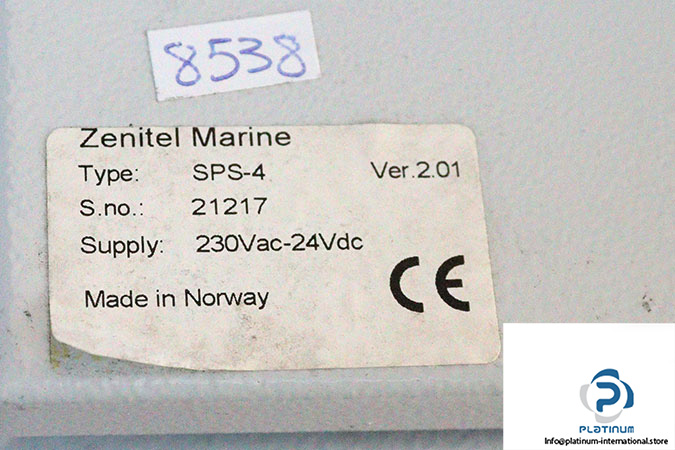 8538
Zenitel Marine
Type: SPS-4 Ver.2.01
S.no.: 21217
Supply: 230Vac-24Vdc
CE
Made in Norway
P
PLATINUM
Info@platinum-international.store